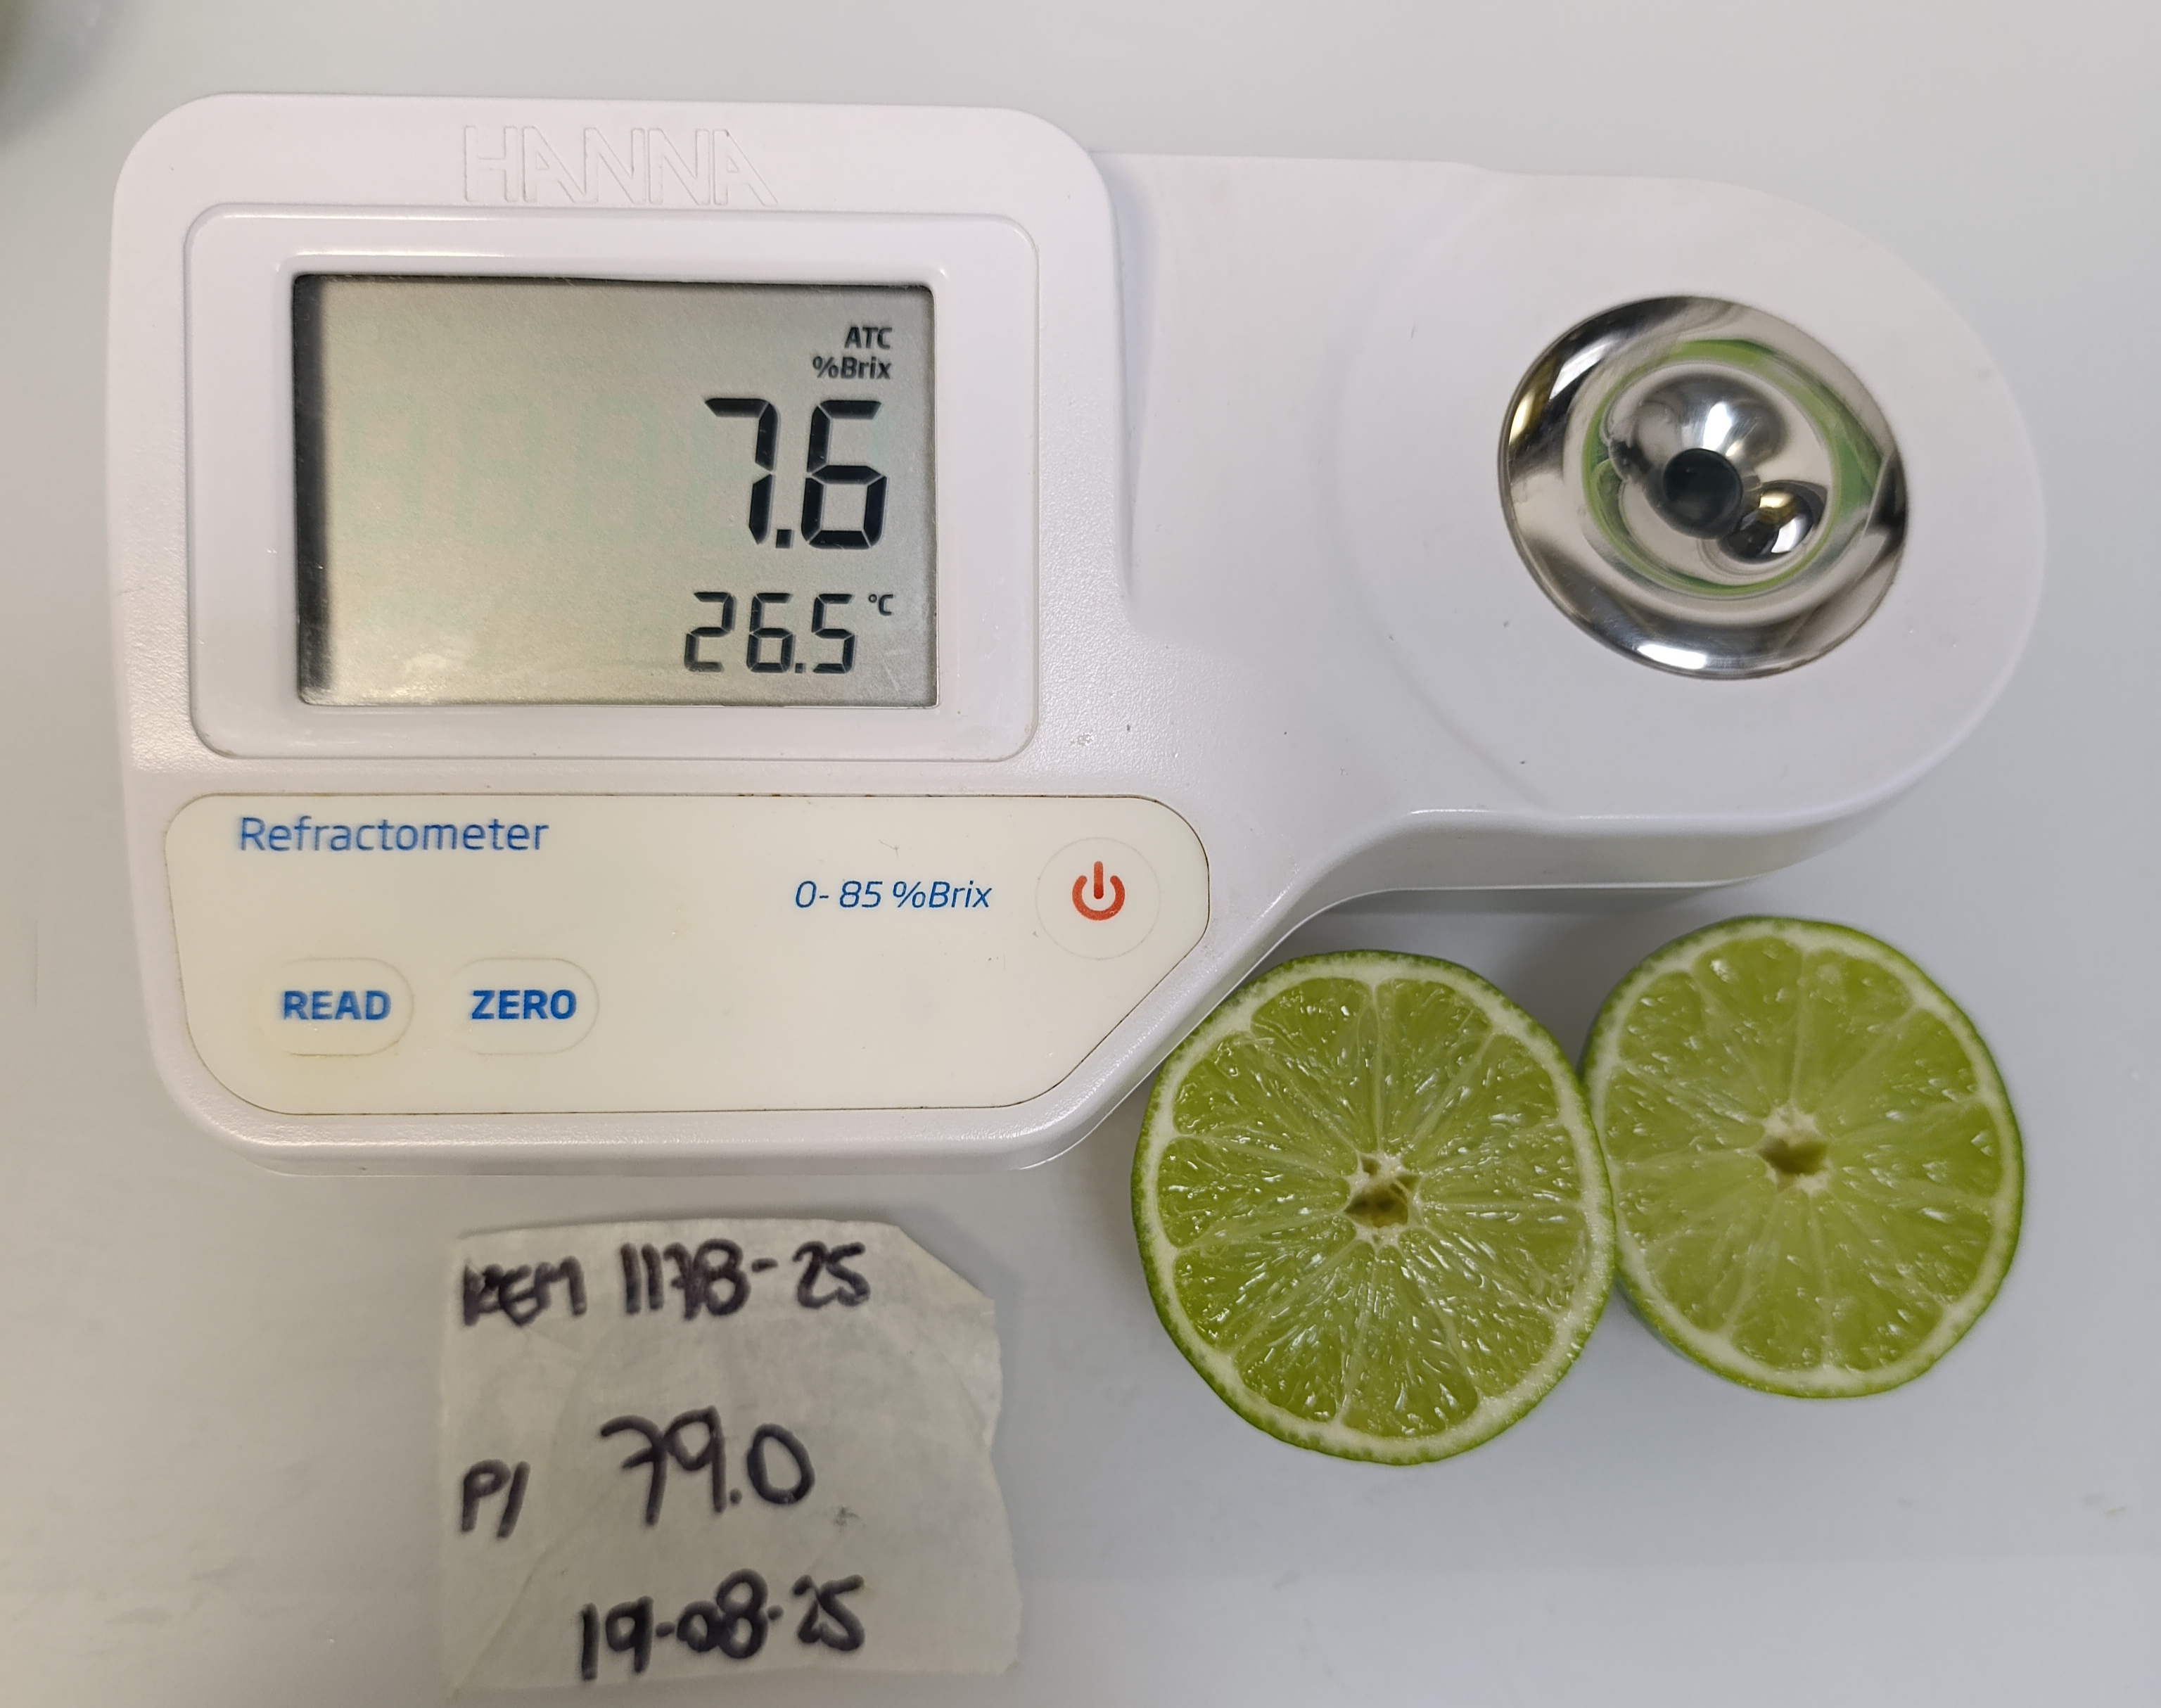 HANNA
ATC
%Brix
7.6
26.5 °C
Refractometer
0-85 %Brix
READ ZERO
REM 1178-25
P/ 79.0
19-08-25